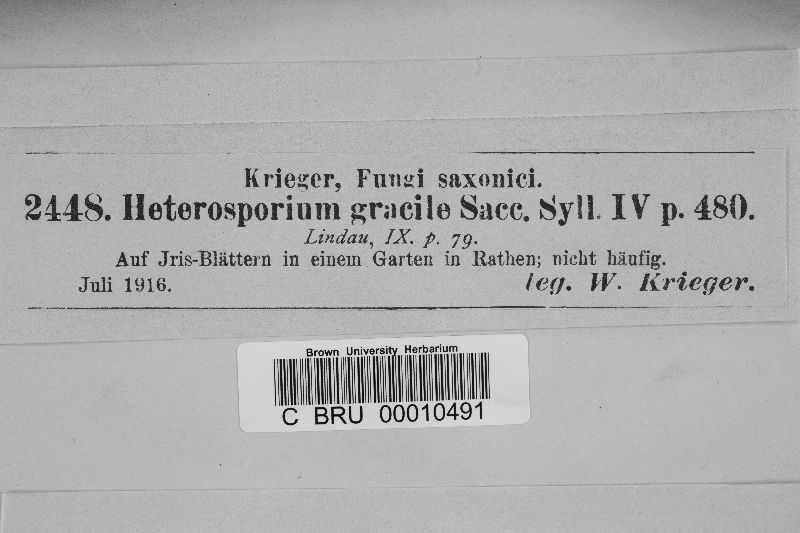 Krieger, Fungi saxonici.
2448. Heterosporium gracile Sacc. Syll. IV p. 480.
Lindau, IX. p. 79.
Auf Jris-Blättern in einem Garten in Rathen; nicht häufig.
Juli 1916. leg. W. Krieger.
Brown University Herbarium
C BRU 00010491